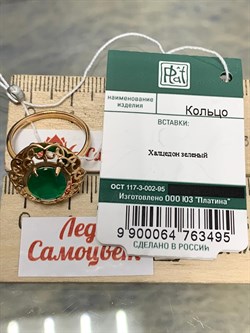 Plat
наименование
изделия
Кольцо
ВСТАВКИ:
Халцедон зеленый
ОСТ 117-3-002-95
Изготовлено ООО ЮЗ "Платина"
9 900064 763495
СДЕЛАНО В РОССИИ
Лед
Самоцвет